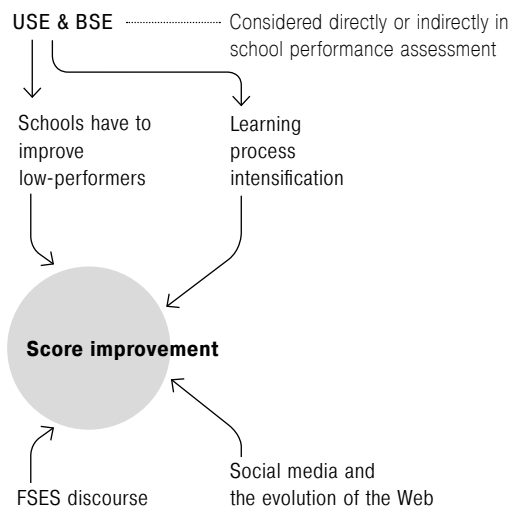 USE & BSE
Considered directly or indirectly in
school performance assessment
Schools have to
improve
low-performers
Learning
process
intensification
Score improvement
FSES discourse
Social media and
the evolution of the Web